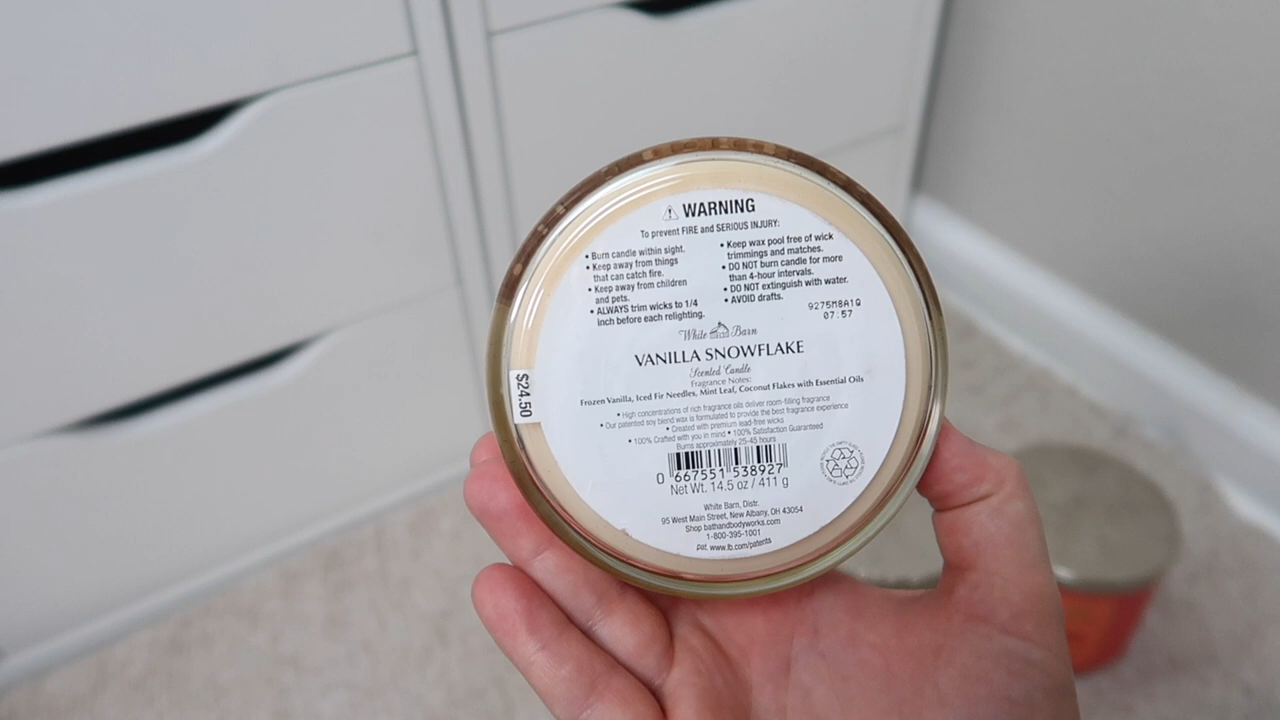 WARNING
To prevent FIRE and SERIOUS INJURY:
• Burn candle within sight.
• Keep away from things
that can catch fire.
• Keep away from children
and pets.
• ALWAYS trim wicks to 1/4
inch before each relighting.
• Keep wax pool free of wick
trimmings and matches.
• DO NOT burn candle for more
than 4-hour intervals.
• DO NOT extinguish with water.
• AVOID drafts.
9275M8A1Q
07:57
White Barn
VANILLA SNOWFLAKE
Scented Candle
Fragrance Notes:
Frozen Vanilla, Iced Fir Needles, Mint Leaf, Coconut Flakes with Essential Oils
• High concentrations of rich fragrance oils deliver room-filling fragrance
• Our patented soy blend wax is formulated to provide the best fragrance experience
• Created with premium lead-free wicks
• 100% Crafted with you in mind • 100% Satisfaction Guaranteed
Burns approximately 25-45 hours
$24.50
0 667551 538927
Net Wt. 14.5 oz / 411 g
White Barn, Distr.
95 West Main Street, New Albany, OH 43054
Shop bathandbodyworks.com
1-800-395-1001
pat. www.lb.com/patents